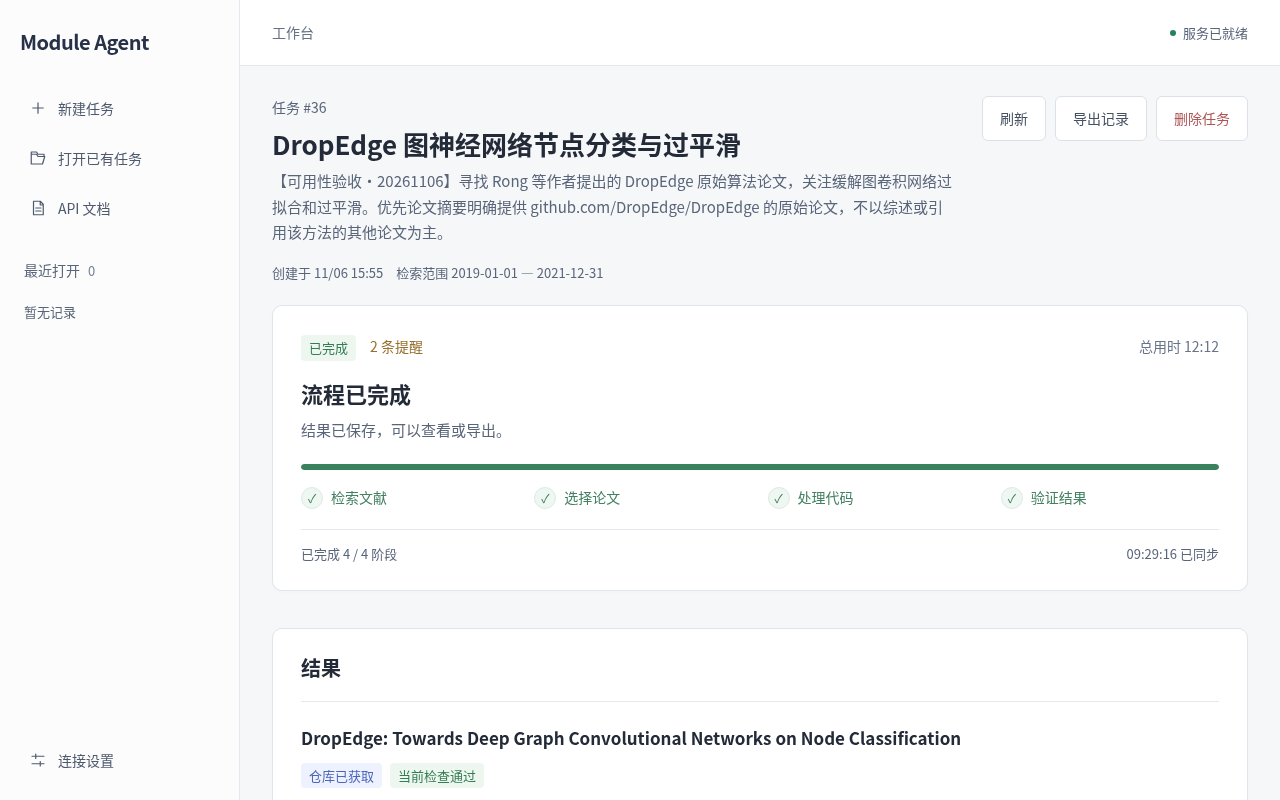 Module Agent
新建任务
打开已有任务
API 文档
最近打开 0
暂无记录
连接设置
工作台
服务已就绪
任务 #36
刷新
导出记录
删除任务
DropEdge 图神经网络节点分类与过平滑
【可用性验收·20261106】寻找 Rong 等作者提出的 DropEdge 原始算法论文，关注缓解图卷积网络过
拟合和过平滑。优先论文摘要明确提供 github.com/DropEdge/DropEdge 的原始论文，不以综述或引
用该方法的其他论文为主。
创建于 11/06 15:55 检索范围 2019-01-01 — 2021-12-31
已完成 2 条提醒 总用时 12:12
流程已完成
结果已保存，可以查看或导出。
✓ 检索文献 ✓ 选择论文 ✓ 处理代码 ✓ 验证结果
已完成 4 / 4 阶段 09:29:16 已同步
结果
DropEdge: Towards Deep Graph Convolutional Networks on Node Classification
仓库已获取 当前检查通过